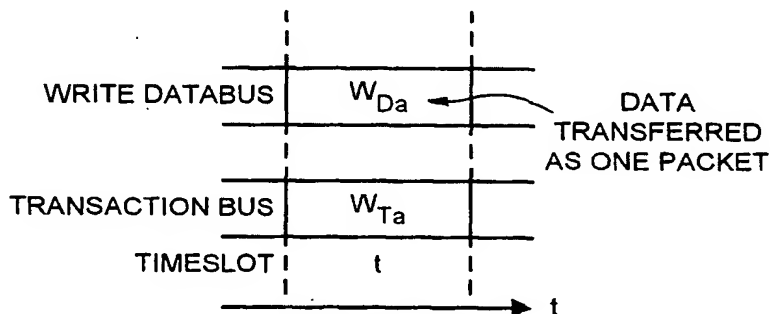 WRITE DATABUS
W_Da
DATA
TRANSFERRED
AS ONE PACKET
TRANSACTION BUS
W_Ta
TIMESLOT
t
t